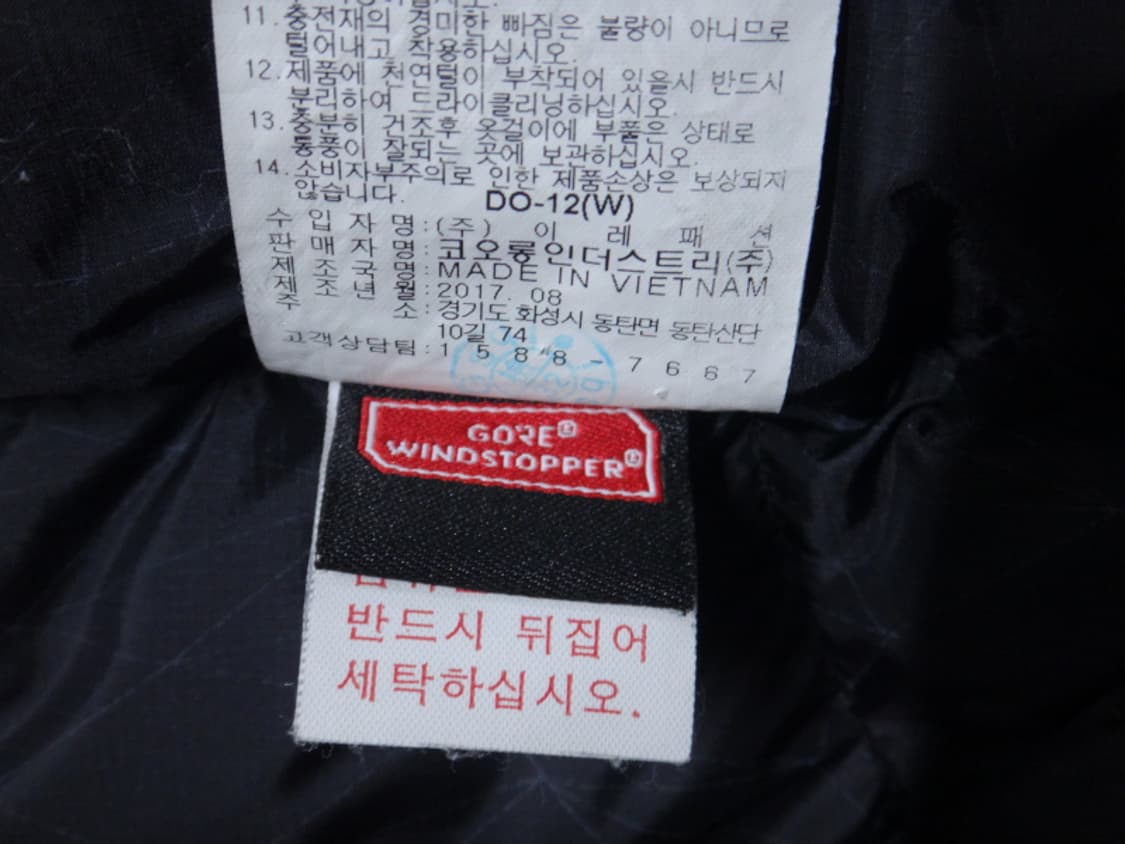 11. 충전재의 경미한 빠짐은 불량이 아니므로
털어내고 착용하십시오.
12. 제품에 천연털이 부착되어 있을시 반드시
분리하여 드라이클리닝하십시오.
13. 충분히 건조후 옷걸이에 부풀은 상태로
통풍이 잘되는 곳에 보관하십시오.
14. 소비자부주의로 인한 제품손상은 보상되지
않습니다. DO-12(W)
수입자명:(주)이레패션
판매자명:코오롱인더스트리(주)
제조국명:MADE IN VIETNAM
제조년월:2017. 08
주소:경기도 화성시 동탄면 동탄산단
10길 74
고객상담팀:1588-7667
GORE®
WINDSTOPPER®
반드시 뒤집어
세탁하십시오.